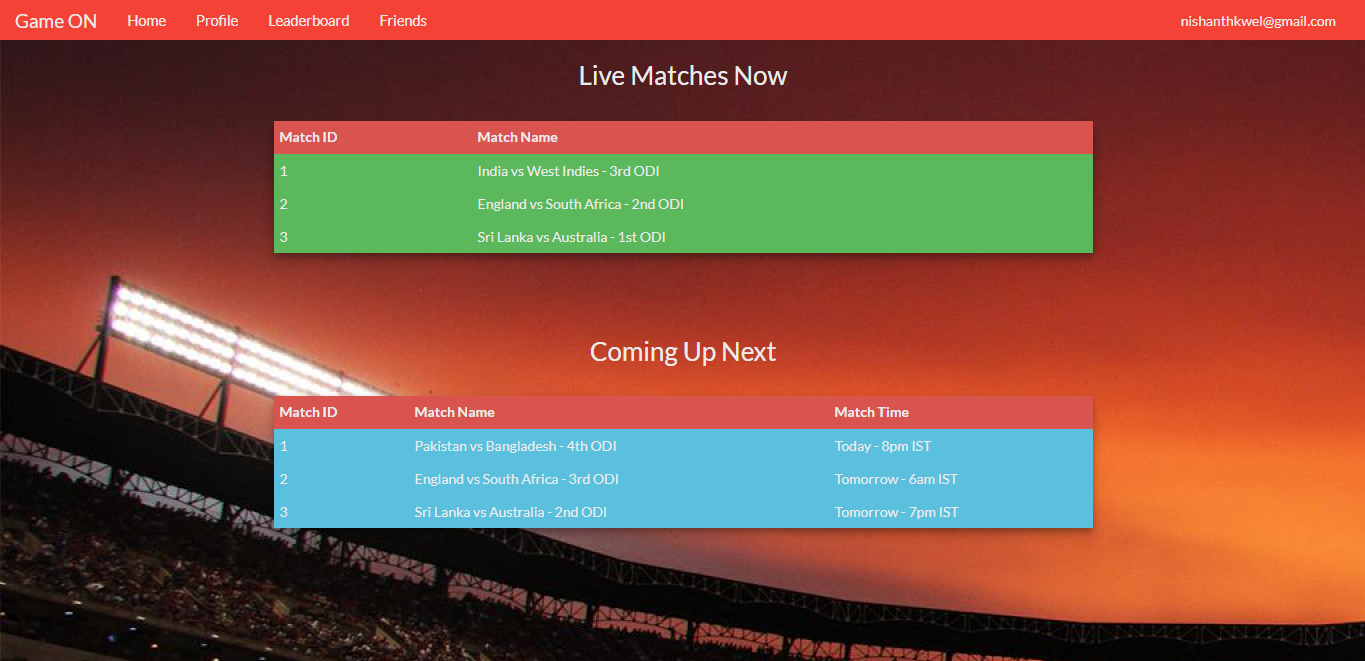 Game ON Home Profile Leaderboard Friends nishanthkwel@gmail.com
Live Matches Now
Match ID Match Name
1 India vs West Indies - 3rd ODI
2 England vs South Africa - 2nd ODI
3 Sri Lanka vs Australia - 1st ODI
Coming Up Next
Match ID Match Name Match Time
1 Pakistan vs Bangladesh - 4th ODI Today - 8pm IST
2 England vs South Africa - 3rd ODI Tomorrow - 6am IST
3 Sri Lanka vs Australia - 2nd ODI Tomorrow - 7pm IST